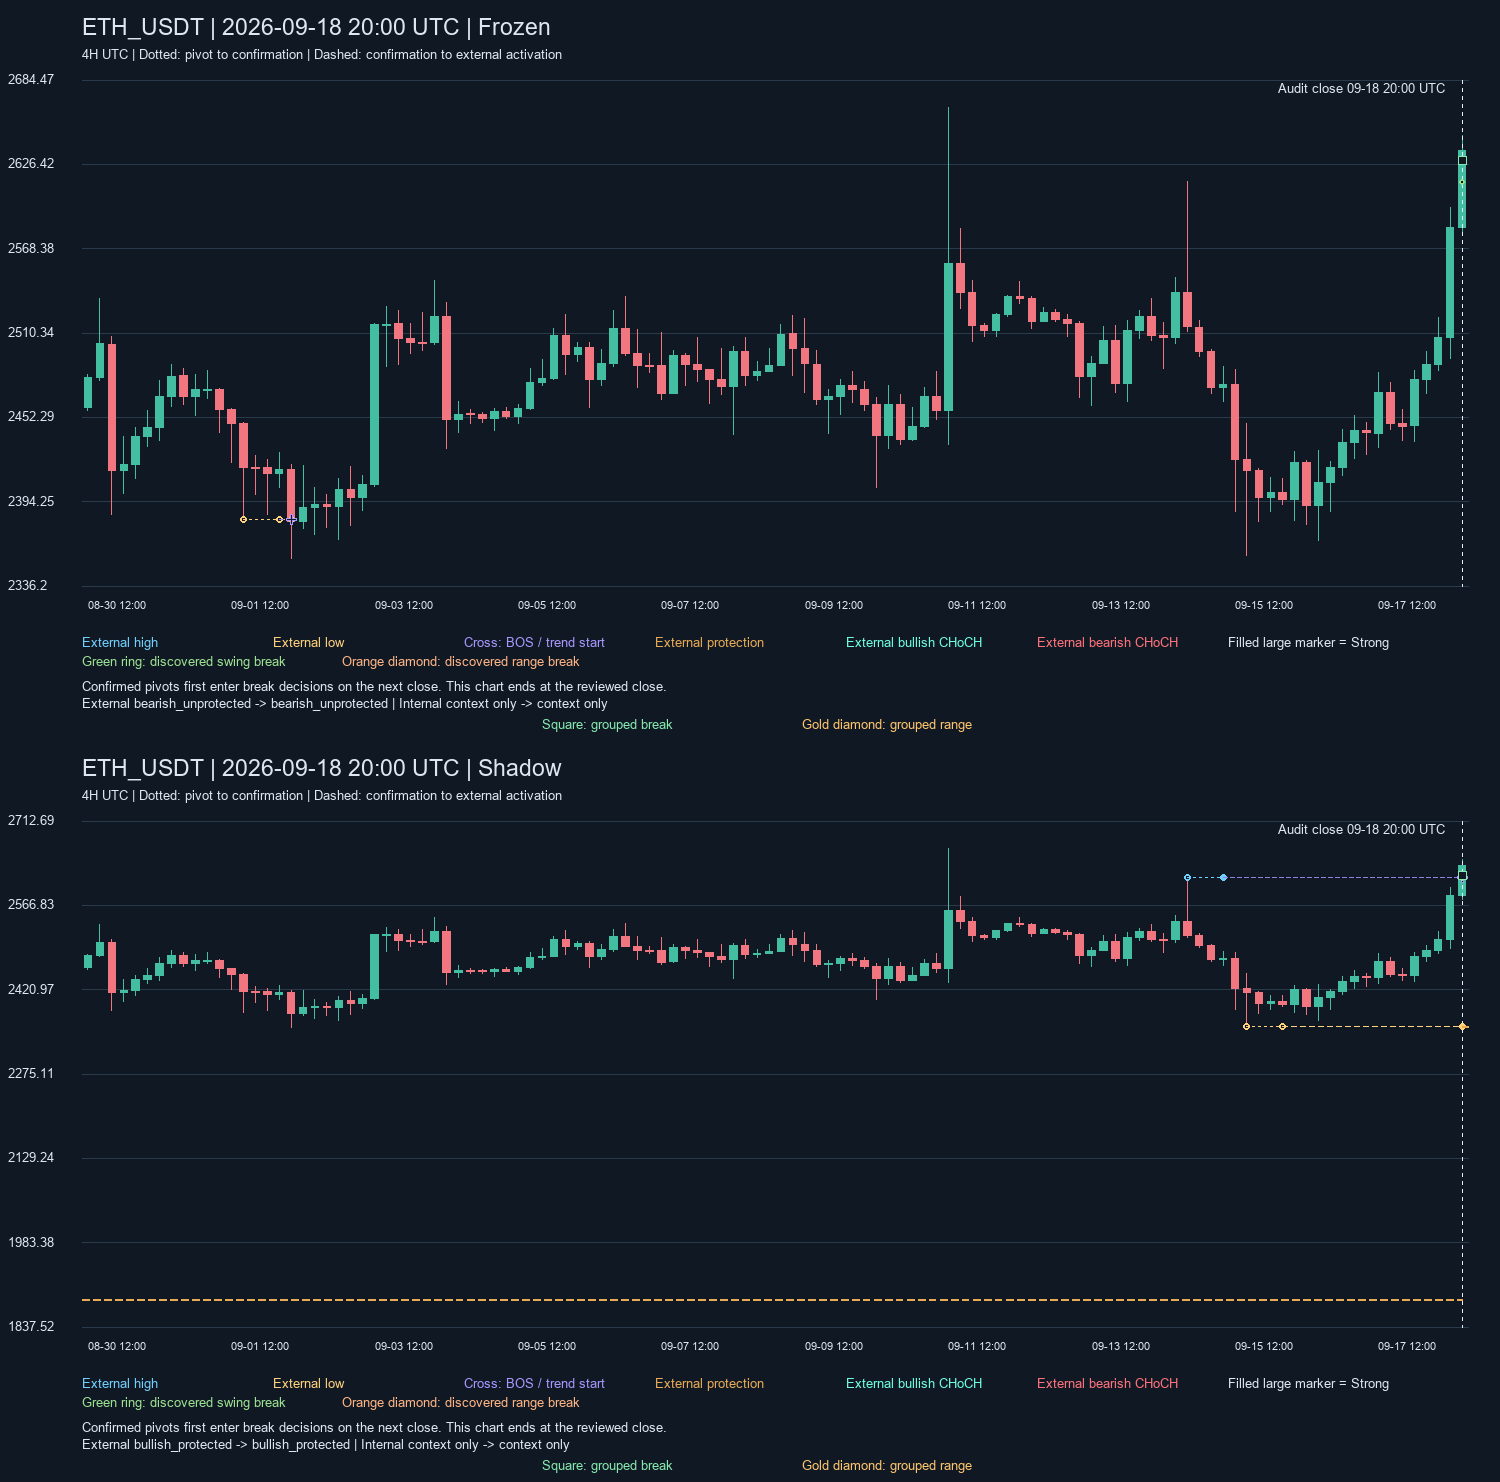 ETH_USDT | 2026-09-18 20:00 UTC | Frozen
4H UTC | Dotted: pivot to confirmation | Dashed: confirmation to external activation
2684.47
Audit close 09-18 20:00 UTC
2626.42
2568.38
2510.34
2452.29
2394.25
2336.2
08-30 12:00 09-01 12:00 09-03 12:00 09-05 12:00 09-07 12:00 09-09 12:00 09-11 12:00 09-13 12:00 09-15 12:00 09-17 12:00
External high External low Cross: BOS / trend start External protection External bullish CHoCH External bearish CHoCH Filled large marker = Strong
Green ring: discovered swing break Orange diamond: discovered range break
Confirmed pivots first enter break decisions on the next close. This chart ends at the reviewed close.
External bearish_unprotected -> bearish_unprotected | Internal context only -> context only
Square: grouped break Gold diamond: grouped range
ETH_USDT | 2026-09-18 20:00 UTC | Shadow
4H UTC | Dotted: pivot to confirmation | Dashed: confirmation to external activation
2712.69
Audit close 09-18 20:00 UTC
2566.83
2420.97
2275.11
2129.24
1983.38
1837.52
08-30 12:00 09-01 12:00 09-03 12:00 09-05 12:00 09-07 12:00 09-09 12:00 09-11 12:00 09-13 12:00 09-15 12:00 09-17 12:00
External high External low Cross: BOS / trend start External protection External bullish CHoCH External bearish CHoCH Filled large marker = Strong
Green ring: discovered swing break Orange diamond: discovered range break
Confirmed pivots first enter break decisions on the next close. This chart ends at the reviewed close.
External bullish_protected -> bullish_protected | Internal context only -> context only
Square: grouped break Gold diamond: grouped range